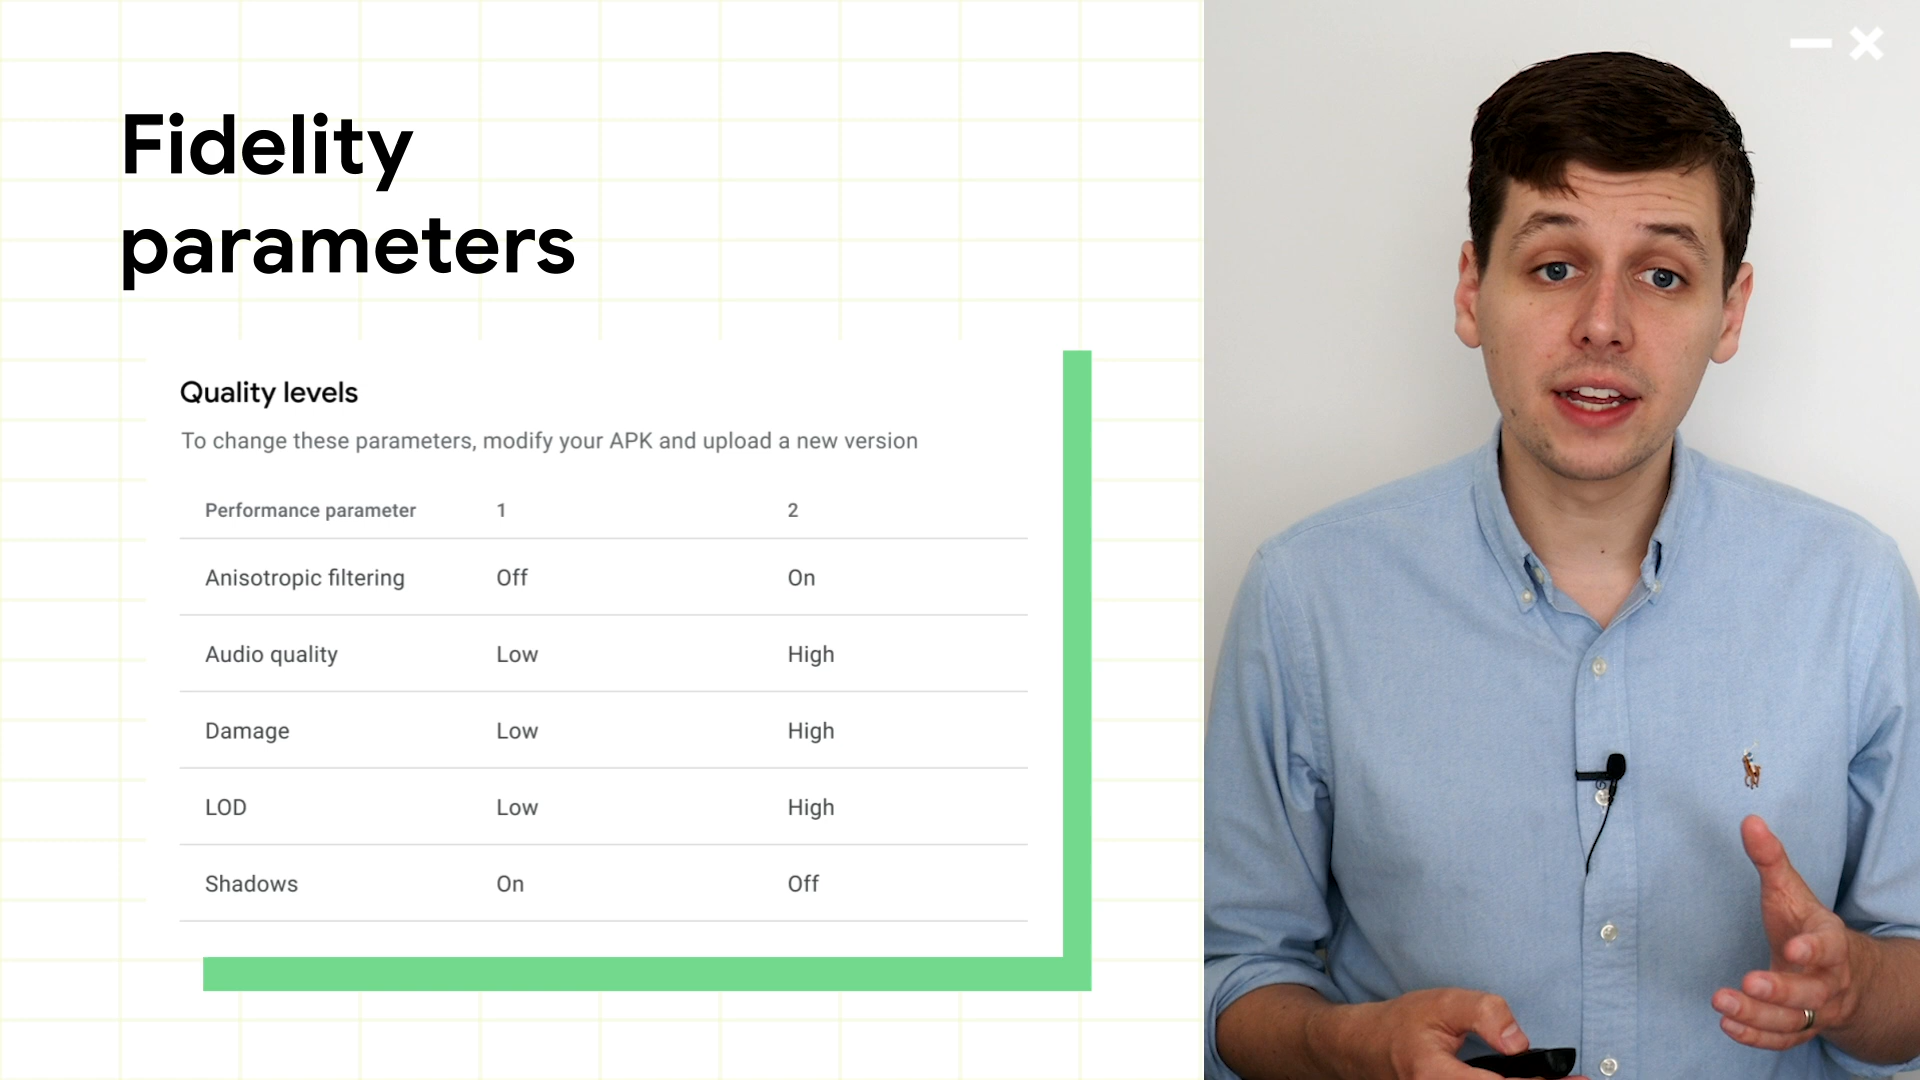 Fidelity
parameters
Quality levels
To change these parameters, modify your APK and upload a new version
Performance parameter 1 2
Anisotropic filtering Off On
Audio quality Low High
Damage Low High
LOD Low High
Shadows On Off